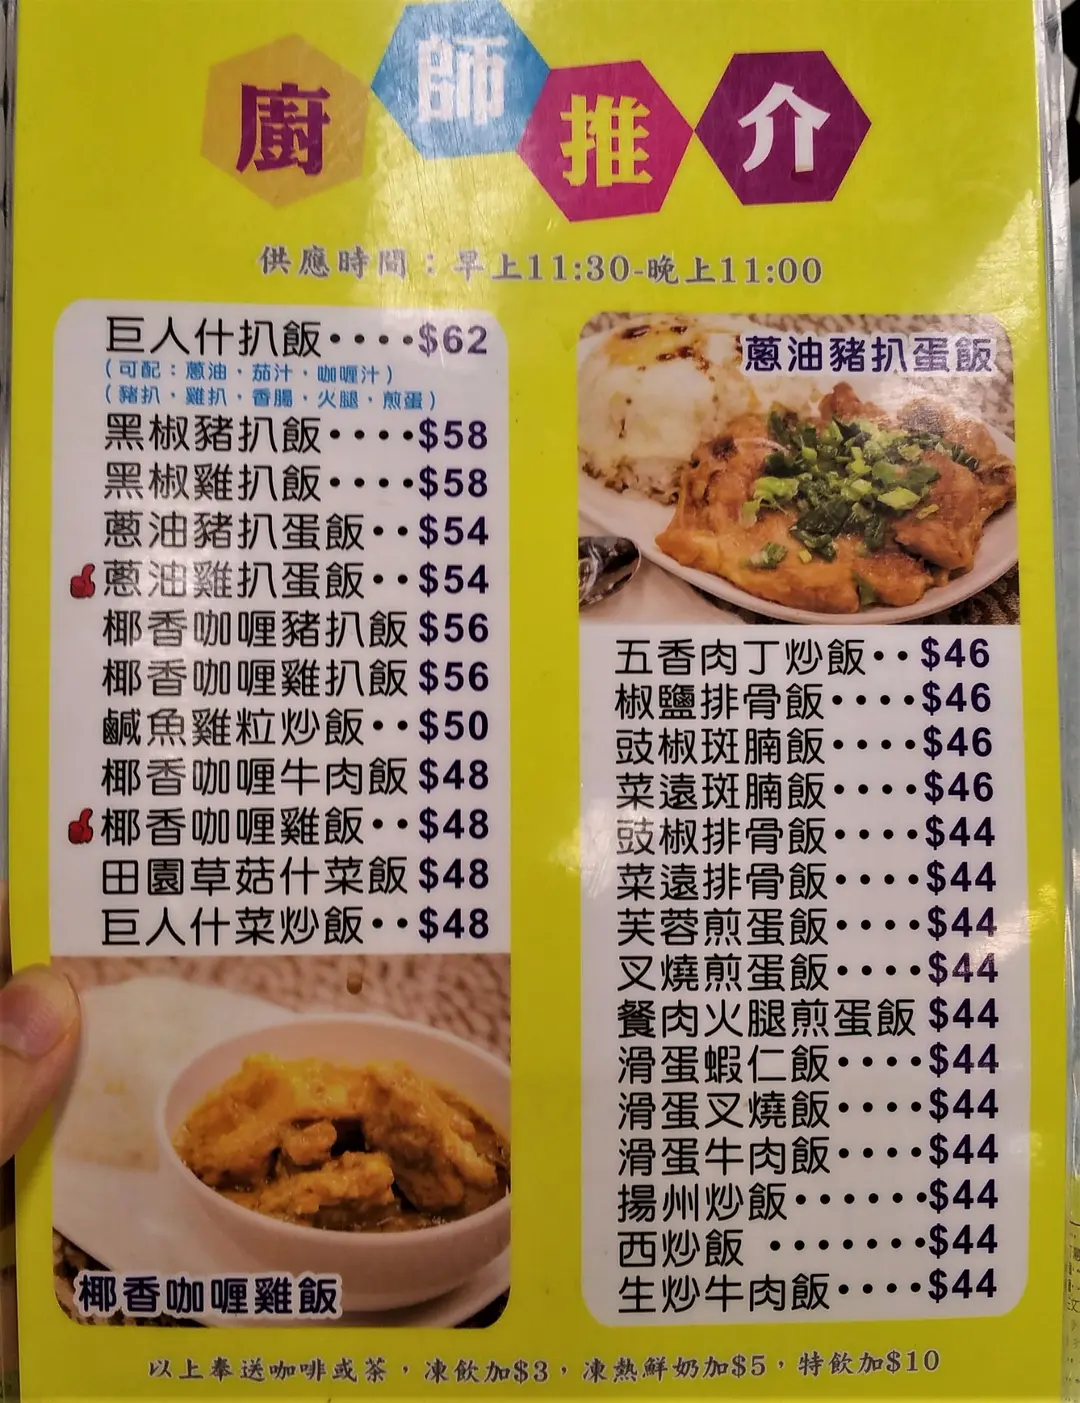 廚師推介
供應時間：早上11:30-晚上11:00
巨人什扒飯････$62
(可配：蔥油．茄汁．咖喱汁)
(豬扒．雞扒．香腸．火腿．煎蛋)
黑椒豬扒飯････$58
黑椒雞扒飯････$58
蔥油豬扒蛋飯･･$54
蔥油雞扒蛋飯･･$54
椰香咖喱豬扒飯 $56
椰香咖喱雞扒飯 $56
鹹魚雞粒炒飯･･$50
椰香咖喱牛肉飯 $48
椰香咖喱雞飯･･$48
田園草菇什菜飯 $48
巨人什菜炒飯･･$48
椰香咖喱雞飯
蔥油豬扒蛋飯
五香肉丁炒飯･･$46
椒鹽排骨飯････$46
豉椒斑腩飯････$46
菜遠斑腩飯････$46
豉椒排骨飯････$44
菜遠排骨飯････$44
芙蓉煎蛋飯････$44
叉燒煎蛋飯････$44
餐肉火腿煎蛋飯 $44
滑蛋蝦仁飯････$44
滑蛋叉燒飯････$44
滑蛋牛肉飯････$44
揚州炒飯･･････$44
西炒飯 ･･･････$44
生炒牛肉飯････$44
以上奉送咖啡或茶，凍飲加$3，凍熱鮮奶加$5，特飲加$10